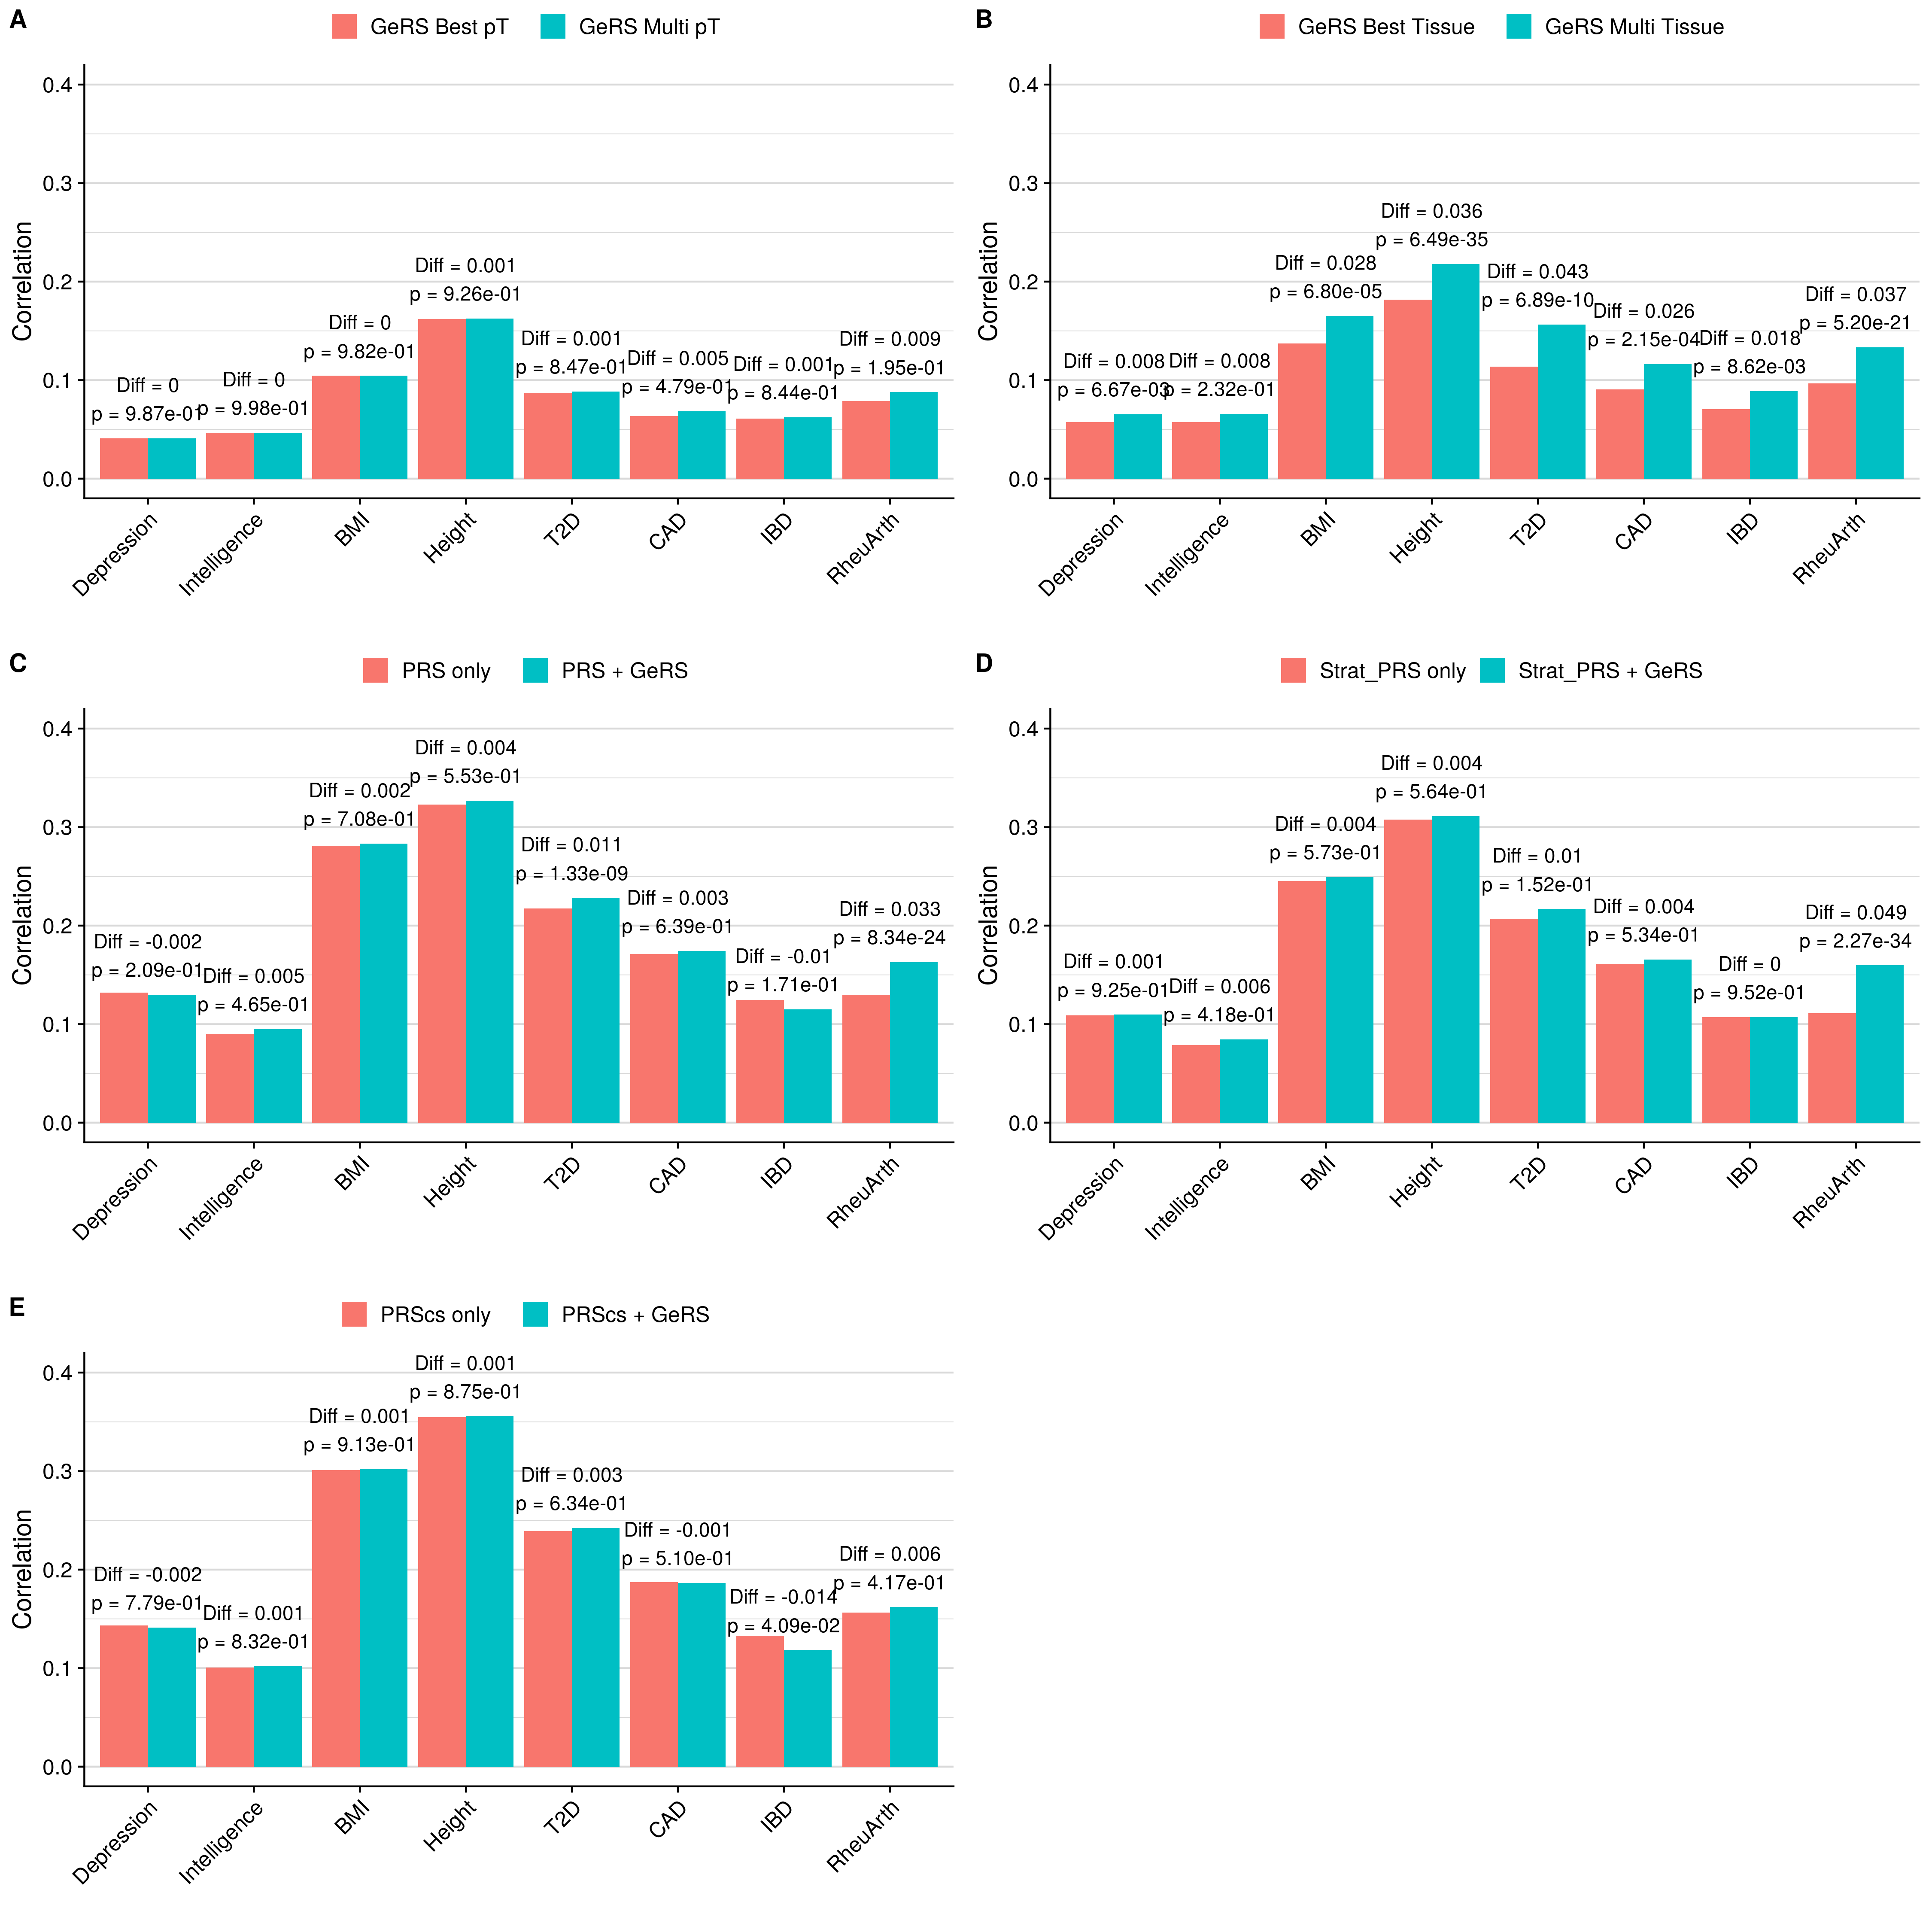 A
GeRS Best pT
GeRS Multi pT
Correlation
0.4
0.3
0.2
0.1
0.0
Diff = 0
p = 9.87e-01
Diff = 0
p = 9.98e-01
Diff = 0
p = 9.82e-01
Diff = 0.001
p = 9.26e-01
Diff = 0.001
p = 8.47e-01
Diff = 0.005
p = 4.79e-01
Diff = 0.001
p = 8.44e-01
Diff = 0.009
p = 1.95e-01
Depression
Intelligence
BMI
Height
T2D
CAD
IBD
RheuArth
B
GeRS Best Tissue
GeRS Multi Tissue
Correlation
0.4
0.3
0.2
0.1
0.0
Diff = 0.008
p = 6.67e-03
Diff = 0.008
p = 2.32e-01
Diff = 0.028
p = 6.80e-05
Diff = 0.036
p = 6.49e-35
Diff = 0.043
p = 6.89e-10
Diff = 0.026
p = 2.15e-04
Diff = 0.018
p = 8.62e-03
Diff = 0.037
p = 5.20e-21
Depression
Intelligence
BMI
Height
T2D
CAD
IBD
RheuArth
C
PRS only
PRS + GeRS
Correlation
0.4
0.3
0.2
0.1
0.0
Diff = -0.002
p = 2.09e-01
Diff = 0.005
p = 4.65e-01
Diff = 0.002
p = 7.08e-01
Diff = 0.004
p = 5.53e-01
Diff = 0.011
p = 1.33e-09
Diff = 0.003
p = 6.39e-01
Diff = -0.01
p = 1.71e-01
Diff = 0.033
p = 8.34e-24
Depression
Intelligence
BMI
Height
T2D
CAD
IBD
RheuArth
D
Strat_PRS only
Strat_PRS + GeRS
Correlation
0.4
0.3
0.2
0.1
0.0
Diff = 0.001
p = 9.25e-01
Diff = 0.006
p = 4.18e-01
Diff = 0.004
p = 5.73e-01
Diff = 0.004
p = 5.64e-01
Diff = 0.01
p = 1.52e-01
Diff = 0.004
p = 5.34e-01
Diff = 0
p = 9.52e-01
Diff = 0.049
p = 2.27e-34
Depression
Intelligence
BMI
Height
T2D
CAD
IBD
RheuArth
E
PRScs only
PRScs + GeRS
Correlation
0.4
0.3
0.2
0.1
0.0
Diff = -0.002
p = 7.79e-01
Diff = 0.001
p = 8.32e-01
Diff = 0.001
p = 9.13e-01
Diff = 0.001
p = 8.75e-01
Diff = 0.003
p = 6.34e-01
Diff = -0.001
p = 5.10e-01
Diff = -0.014
p = 4.09e-02
Diff = 0.006
p = 4.17e-01
Depression
Intelligence
BMI
Height
T2D
CAD
IBD
RheuArth